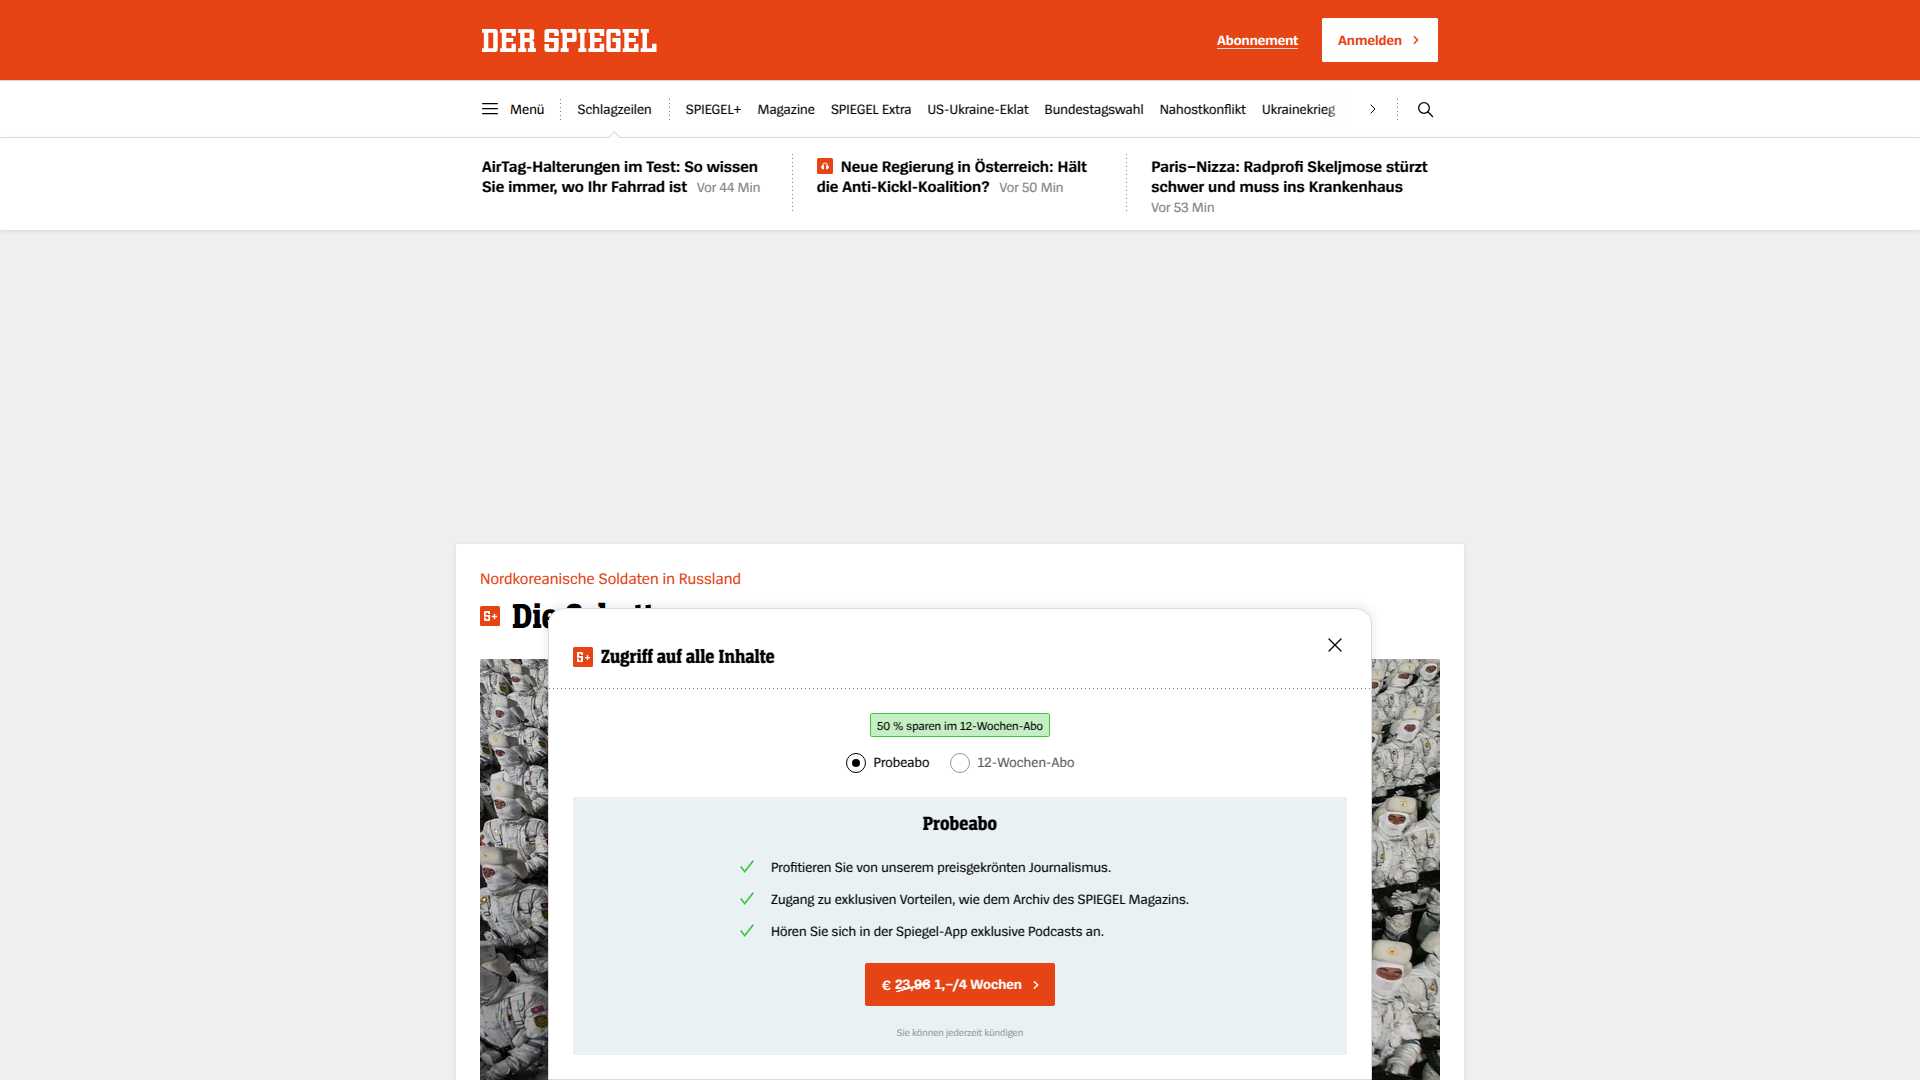 DER SPIEGEL
Abonnement
Anmelden
Menü
Schlagzeilen
SPIEGEL+
Magazine
SPIEGEL Extra
US-Ukraine-Eklat
Bundestagswahl
Nahostkonflikt
Ukrainekrieg
AirTag-Halterungen im Test: So wissen
Sie immer, wo Ihr Fahrrad ist Vor 44 Min
Neue Regierung in Österreich: Hält
die Anti-Kickl-Koalition? Vor 50 Min
Paris–Nizza: Radprofi Skeljmose stürzt
schwer und muss ins Krankenhaus
Vor 53 Min
Nordkoreanische Soldaten in Russland
Die
Zugriff auf alle Inhalte
50 % sparen im 12-Wochen-Abo
Probeabo
12-Wochen-Abo
Probeabo
Profitieren Sie von unserem preisgekrönten Journalismus.
Zugang zu exklusiven Vorteilen, wie dem Archiv des SPIEGEL Magazins.
Hören Sie sich in der Spiegel-App exklusive Podcasts an.
€ 23,96 1,–/4 Wochen
Sie können jederzeit kündigen